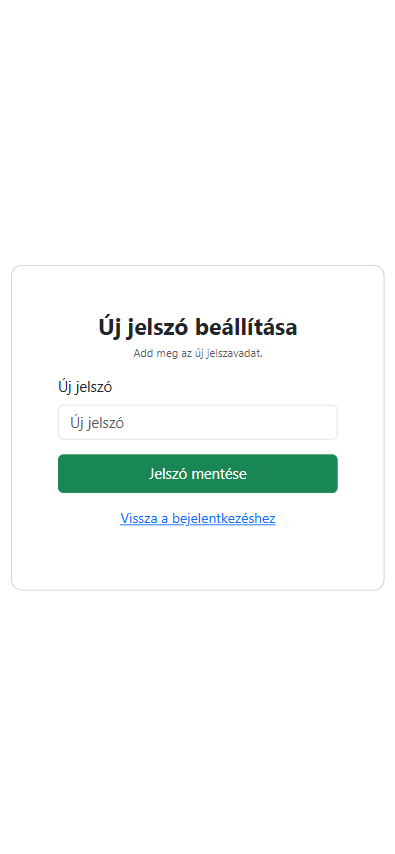 Új jelszó beállítása
Add meg az új jelszavadat.
Új jelszó
Új jelszó
Jelszó mentése
Vissza a bejelentkezéshez